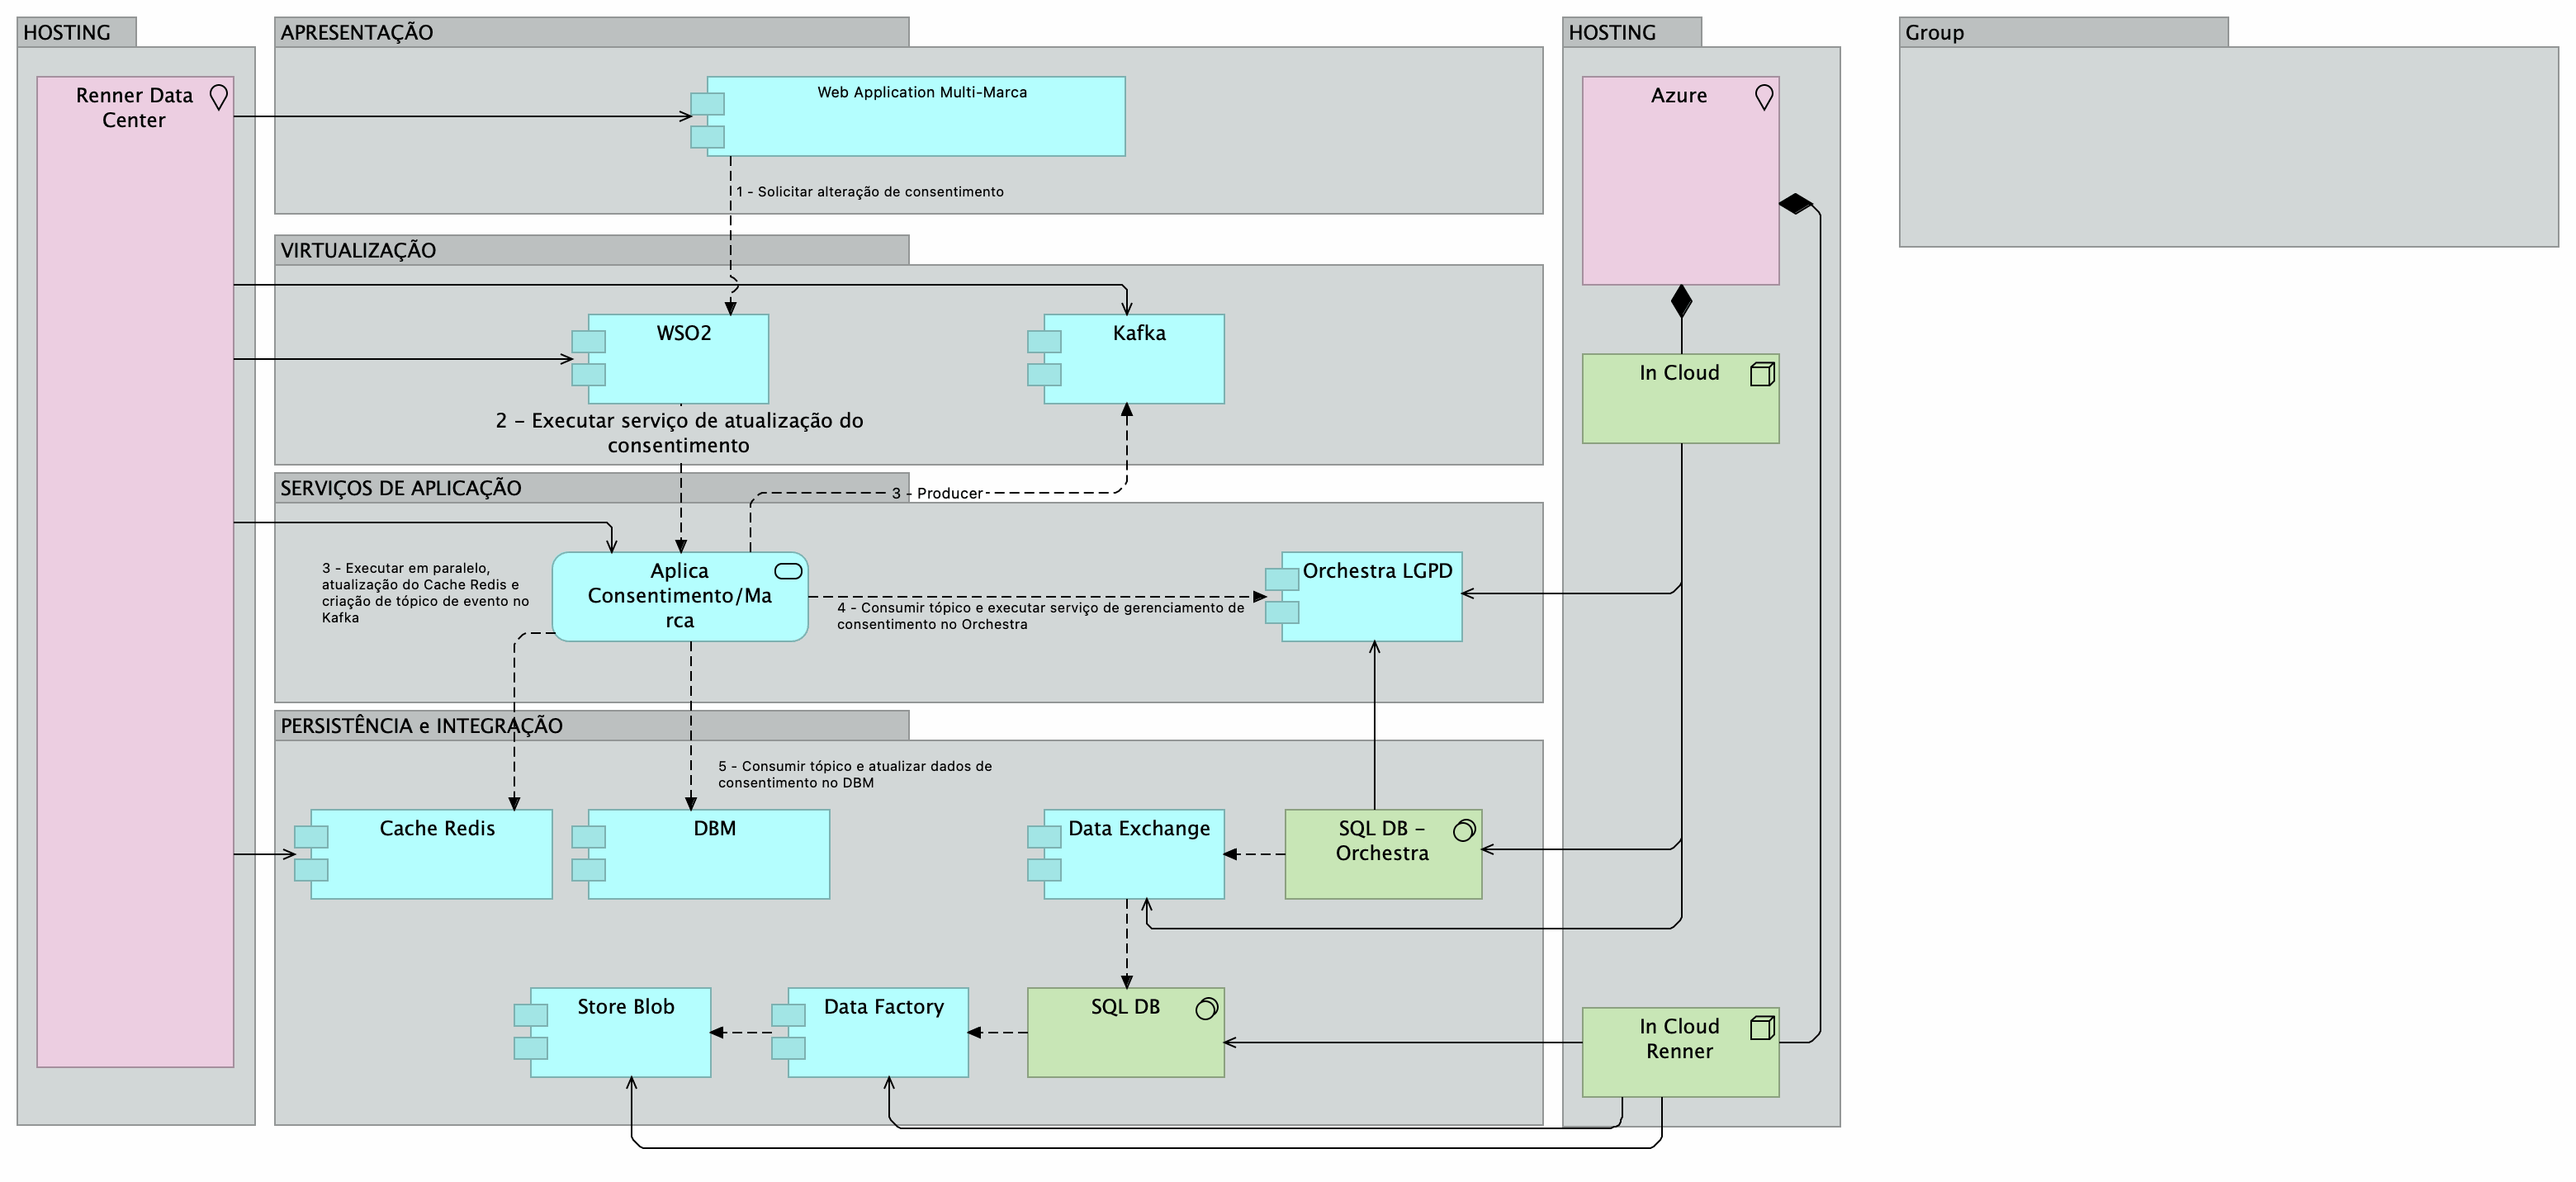 HOSTING
APRESENTAÇÃO
HOSTING
Group
Renner Data
Center
Web Application Multi-Marca
Azure
1 - Solicitar alteração de consentimento
VIRTUALIZAÇÃO
WSO2
Kafka
In Cloud
2 - Executar serviço de atualização do
consentimento
SERVIÇOS DE APLICAÇÃO
3 - Producer
3 - Executar em paralelo,
atualização do Cache Redis e
criação de tópico de evento no
Kafka
Aplica
Consentimento/Ma
rca
Orchestra LGPD
4 - Consumir tópico e executar serviço de gerenciamento de
consentimento no Orchestra
PERSISTÊNCIA e INTEGRAÇÃO
5 - Consumir tópico e atualizar dados de
consentimento no DBM
Cache Redis
DBM
Data Exchange
SQL DB -
Orchestra
Store Blob
Data Factory
SQL DB
In Cloud
Renner